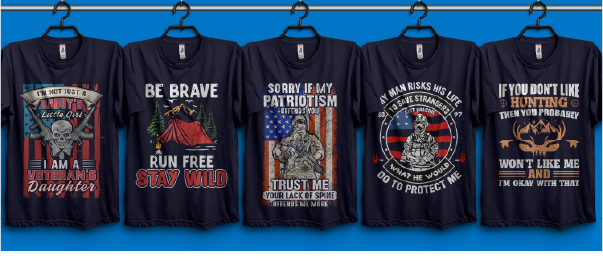 I'M NOT JUST A
DADDY'S
Little Girl
I AM A
VETERAN'S
Daughter
BE BRAVE
RUN FREE
STAY WILD
SORRY IF MY
PATRIOTISM
OFFENDS YOU
TRUST ME
YOUR LACK OF SPINE
OFFENDS ME MORE
MY MAN RISKS HIS LIFE
TO SAVE STRANGERS
WHAT HE WOULD
DO TO PROTECT ME
IF YOU DON'T LIKE
HUNTING
THEN YOU PROBABLY
WON'T LIKE ME
AND
I'M OKAY WITH THAT